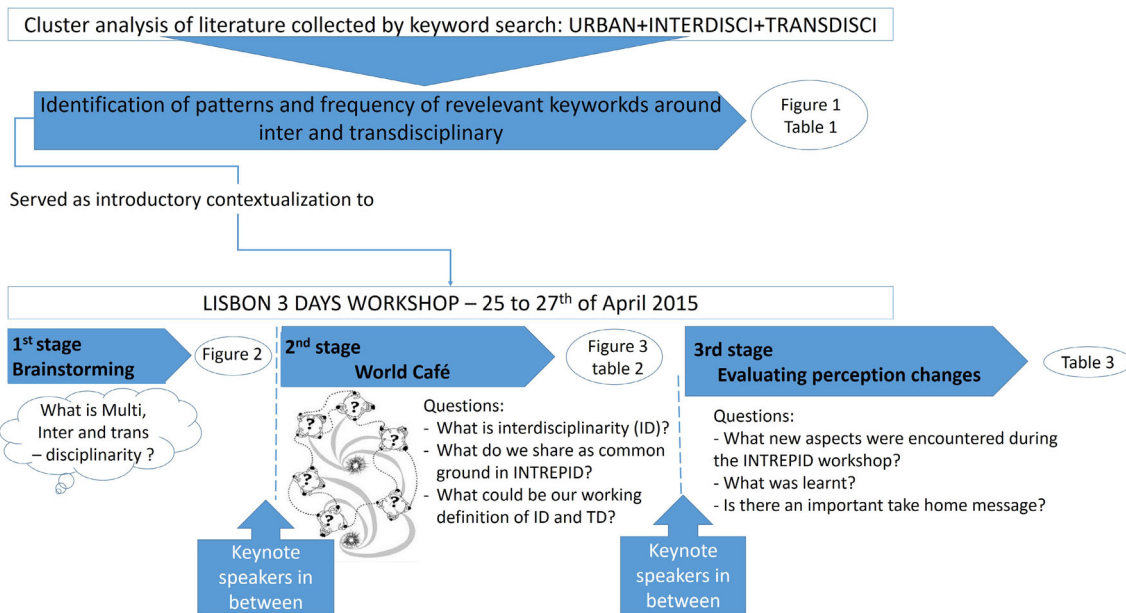 Cluster analysis of literature collected by keyword search: URBAN+INTERDISCI+TRANSDISCI
Identification of patterns and frequency of revelevant keyworkds around
inter and transdisciplinary
Figure 1
Table 1
Served as introductory contextualization to
LISBON 3 DAYS WORKSHOP – 25 to 27th of April 2015
1st stage
Brainstorming
Figure 2
What is Multi,
Inter and trans
– disciplinarity ?
2nd stage
World Café
Figure 3
table 2
Questions:
- What is interdisciplinarity (ID)?
- What do we share as common
ground in INTREPID?
- What could be our working
definition of ID and TD?
?
?
?
?
?
?
Keynote
speakers in
between
3rd stage
Evaluating perception changes
Table 3
Questions:
- What new aspects were encountered during
the INTREPID workshop?
- What was learnt?
- Is there an important take home message?
Keynote
speakers in
between